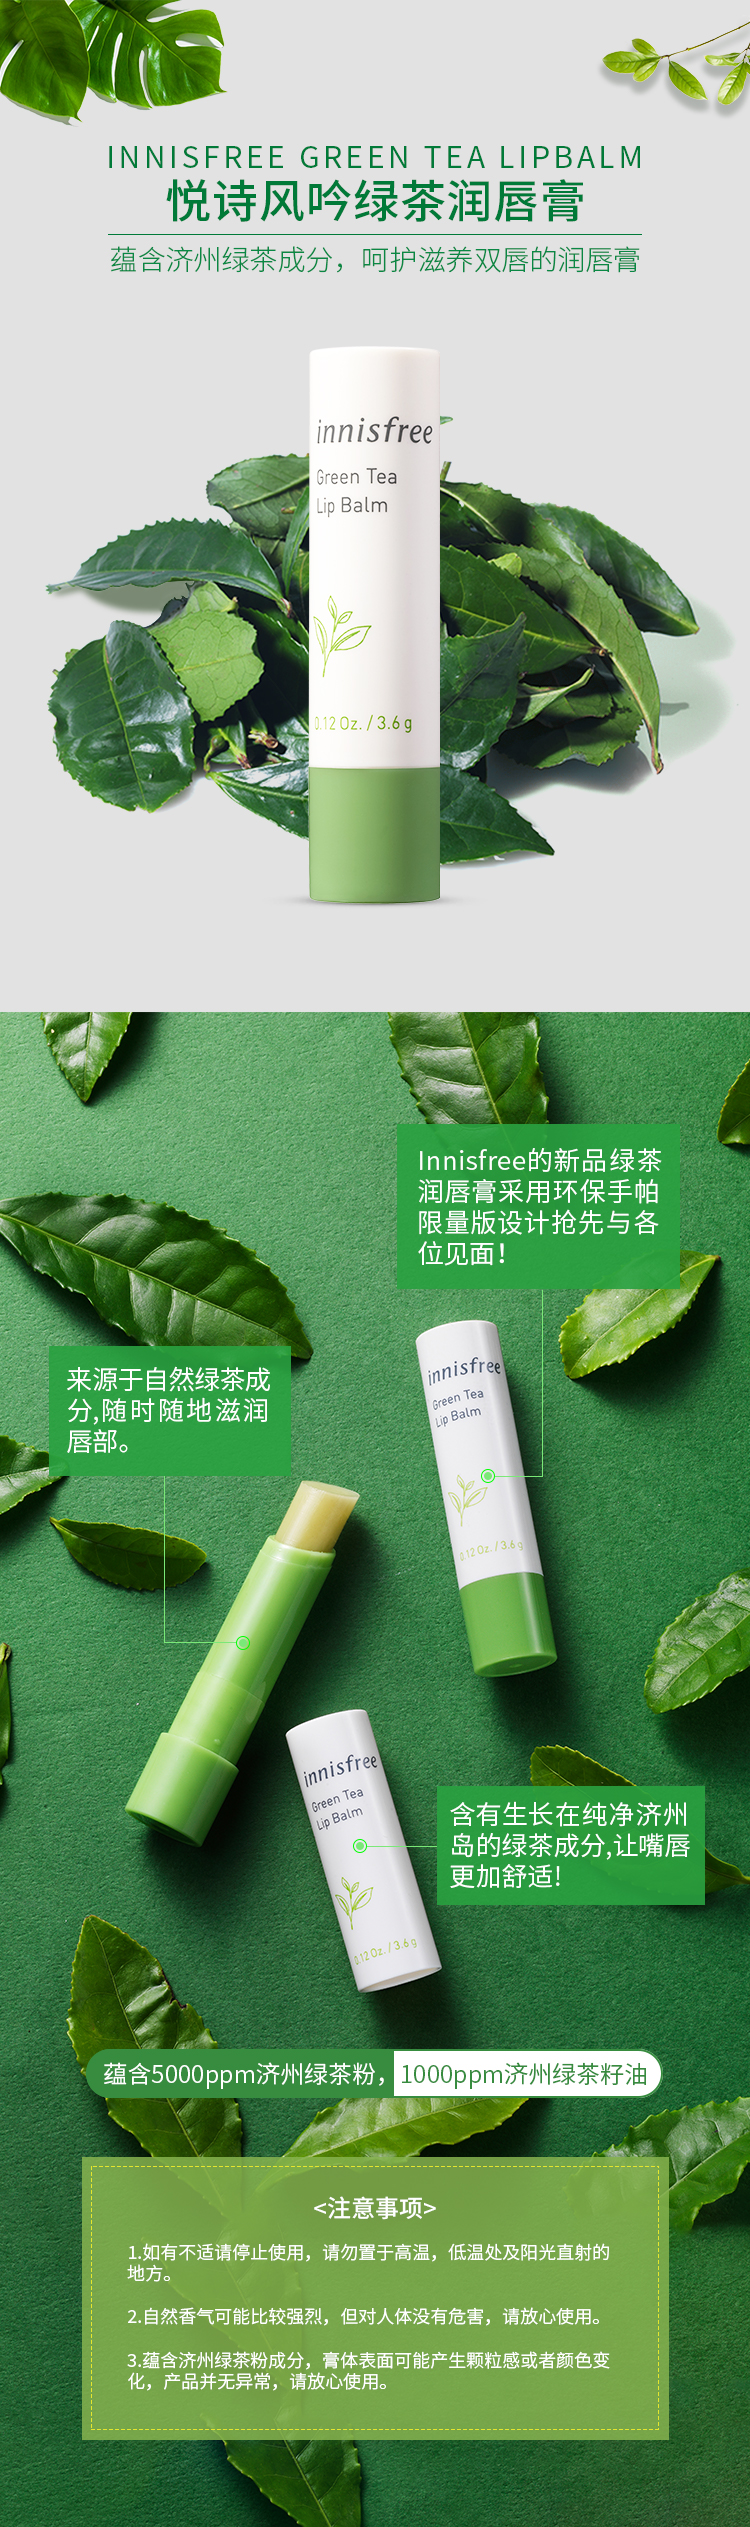 INNISFREE GREEN TEA LIPBALM
悦诗风吟绿茶润唇膏
蕴含济州绿茶成分，呵护滋养双唇的润唇膏
innisfree
Green Tea
Lip Balm
0.12 Oz. / 3.6 g
Innisfree的新品绿茶
润唇膏采用环保手帕
限量版设计抢先与各
位见面！
来源于自然绿茶成
分,随时随地滋润
唇部。
innisfree
Green Tea
Lip Balm
0.12 Oz. / 3.6 g
innisfree
Green Tea
Lip Balm
0.12 Oz. / 3.6 g
含有生长在纯净济州
岛的绿茶成分,让嘴唇
更加舒适!
蕴含5000ppm济州绿茶粉，1000ppm济州绿茶籽油
<注意事项>
1.如有不适请停止使用，请勿置于高温，低温处及阳光直射的
地方。
2.自然香气可能比较强烈，但对人体没有危害，请放心使用。
3.蕴含济州绿茶粉成分，膏体表面可能产生颗粒感或者颜色变
化，产品并无异常，请放心使用。